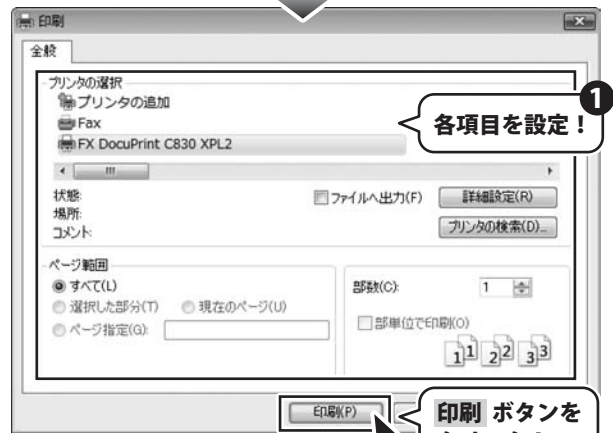 印刷
全般
プリンタの選択
プリンタの追加
Fax
FX DocuPrint C830 XPL2
1
各項目を設定！
状態:
場所:
コメント:
ファイルへ出力(F)
詳細設定(R)
プリンタの検索(D)...
ページ範囲
すべて(L)
選択した部分(T) 現在のページ(U)
ページ指定(G):
部数(C): 1
部単位で印刷(O)
11 22 33
印刷(P)
印刷 ボタンを